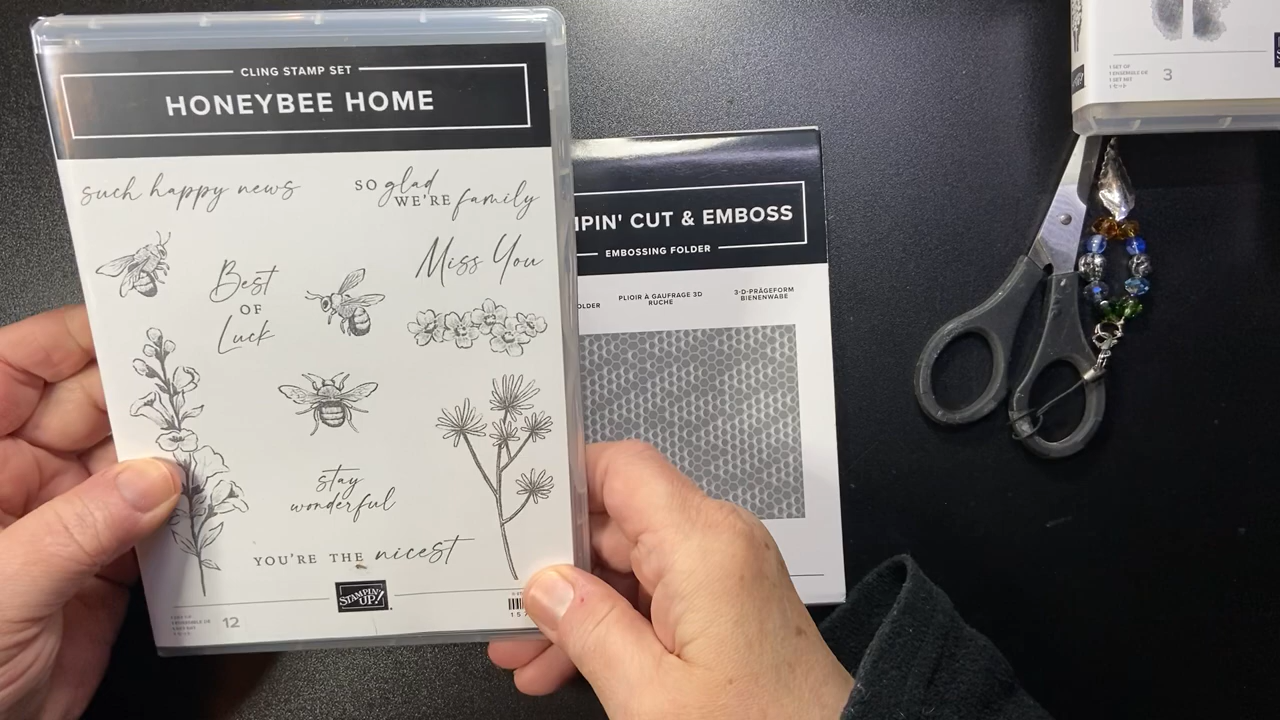 CLING STAMP SET
HONEYBEE HOME
such happy news
SO glad
WE'RE family
Miss You
Best
OF
Luck
stay
wonderful
YOU'RE THE nicest
STAMPIN' UP!
12
PIN' CUT & EMBOSS
EMBOSSING FOLDER
OLDER
PLIOIR À GAUFRAGE 3D
RUCHE
3-D-PRÄGEFORM
BIENENWABE
3